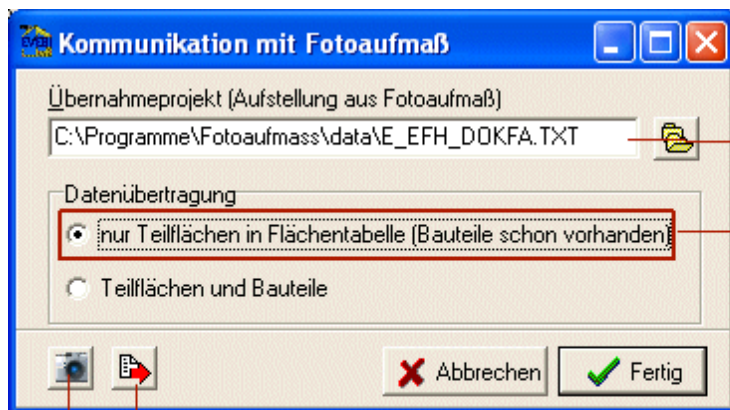 Kommunikation mit Fotoaufmaß
Übernahmeprojekt (Aufstellung aus Fotoaufmaß)
C:\Programme\Fotoaufmass\data\E_EFH_DOKFA.TXT
Datenübertragung
nur Teilflächen in Flächentabelle (Bauteile schon vorhanden)
Teilflächen und Bauteile
Abbrechen
Fertig